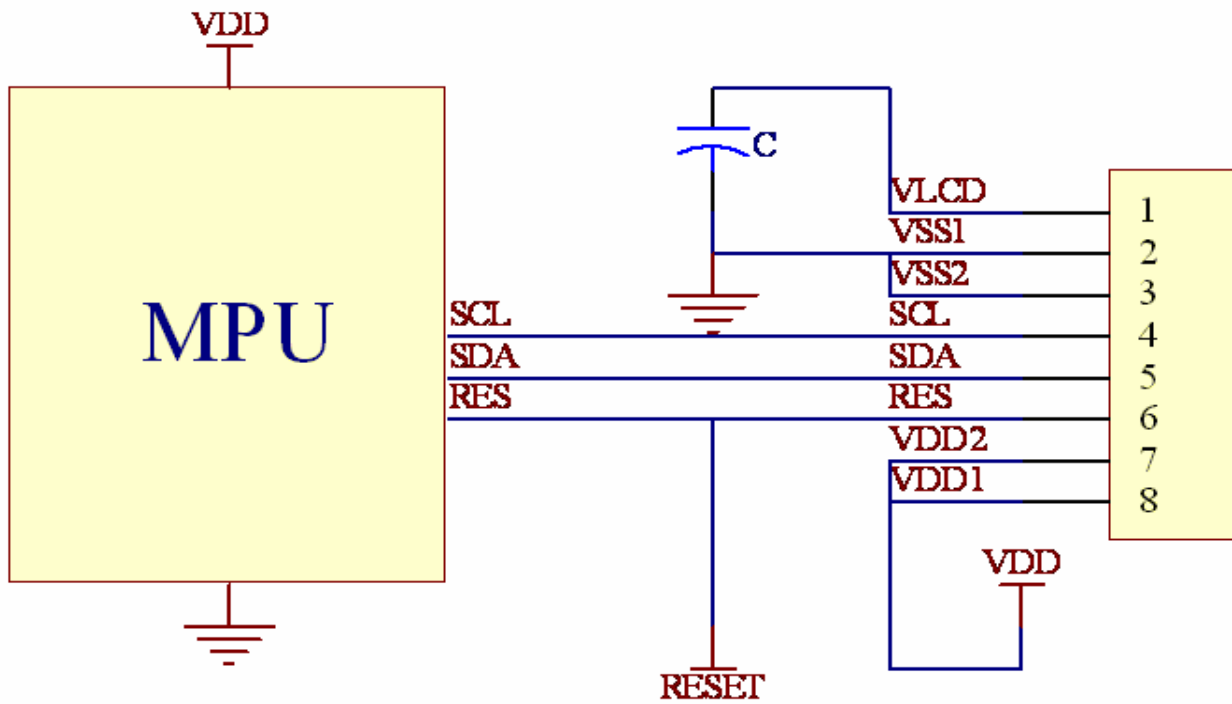 VDD
MPU
C
VLCD
1
VSS1
2
VSS2
3
SCL
SCL
4
SDA
SDA
5
RES
RES
6
VDD2
7
VDD1
8
VDD
RESET